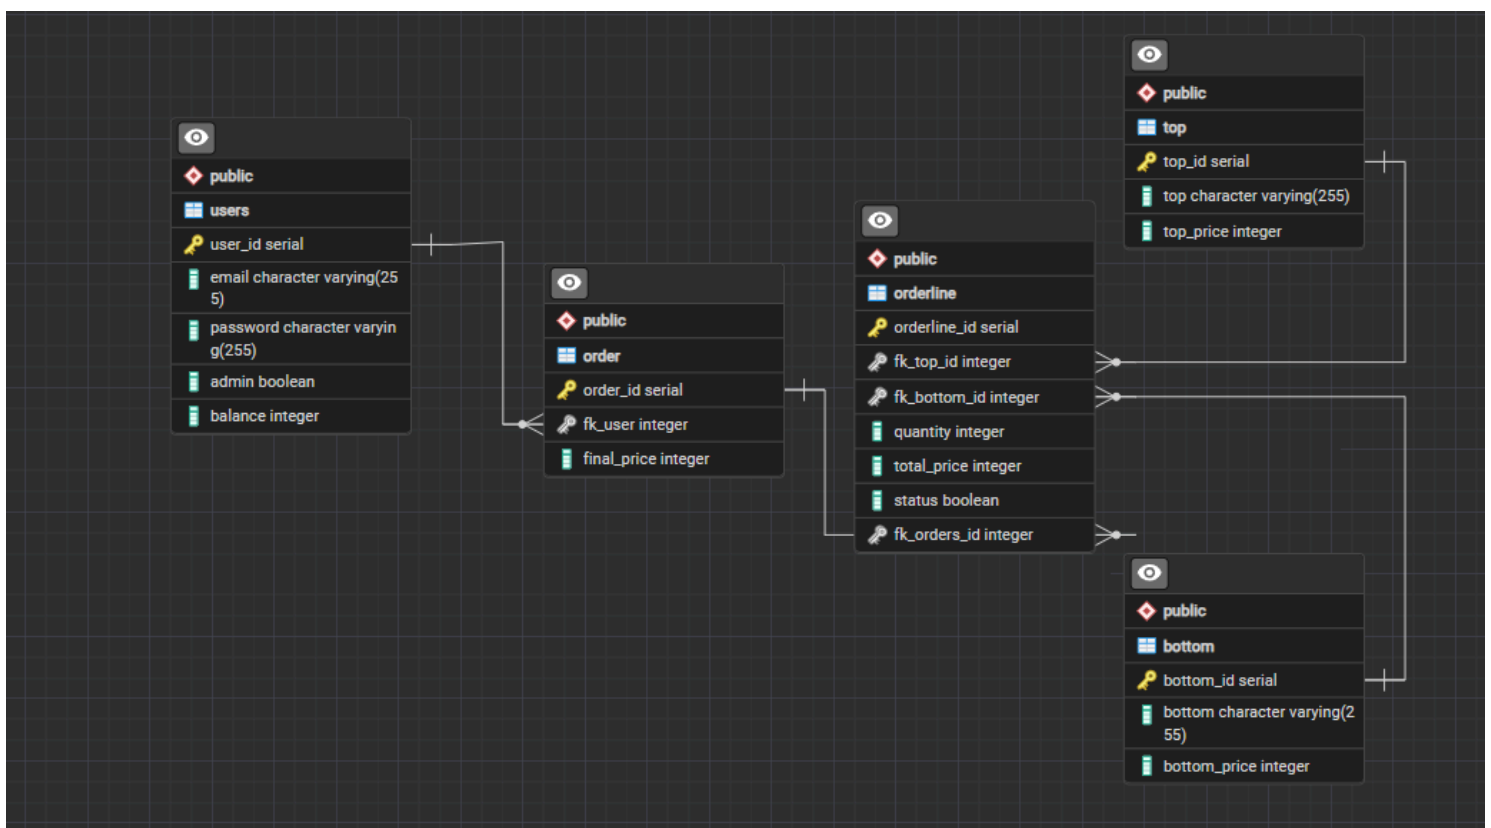 public
users
user_id serial
email character varying(25
5)
password character varyin
g(255)
admin boolean
balance integer
public
order
order_id serial
fk_user integer
final_price integer
public
orderline
orderline_id serial
fk_top_id integer
fk_bottom_id integer
quantity integer
total_price integer
status boolean
fk_orders_id integer
public
top
top_id serial
top character varying(255)
top_price integer
public
bottom
bottom_id serial
bottom character varying(2
55)
bottom_price integer